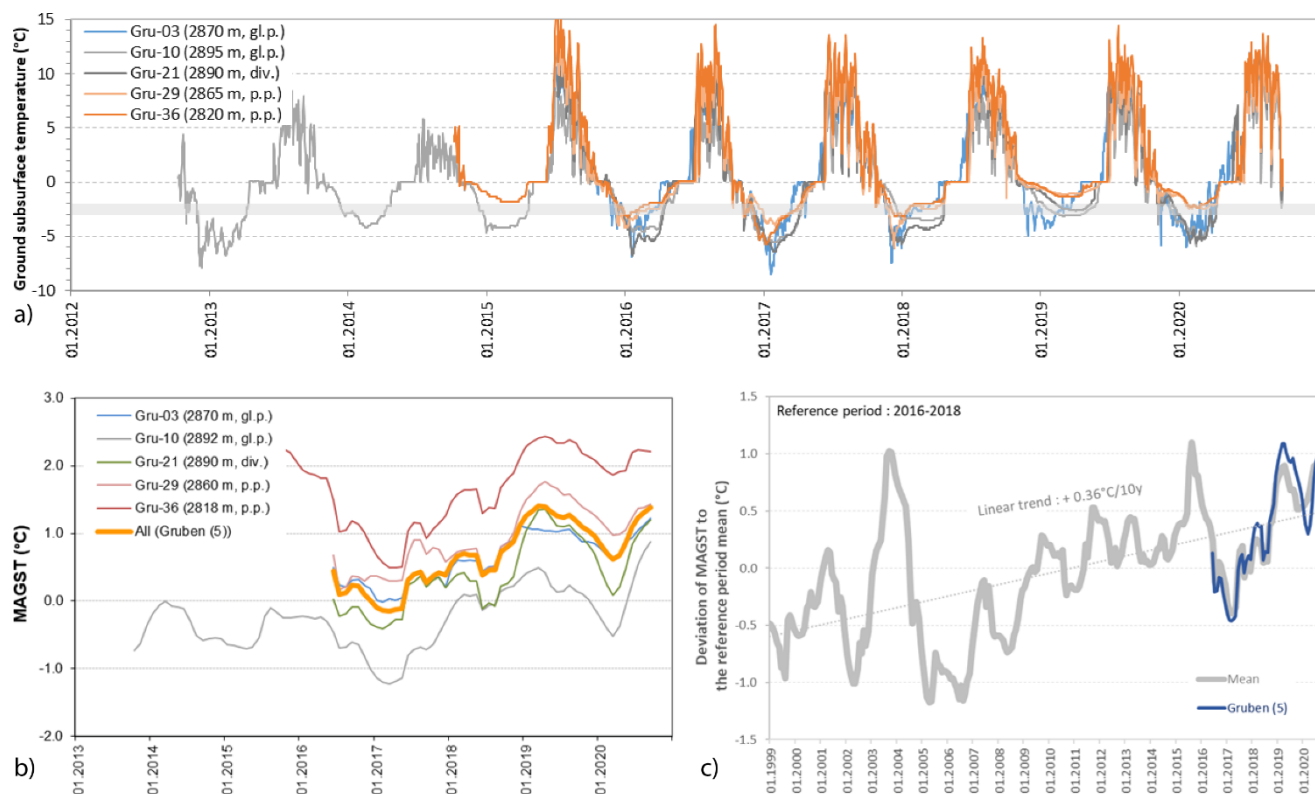 Ground subsurface temperature (°C)
15
10
5
0
-5
-10
Gru-03 (2870 m, gl.p.)
Gru-10 (2895 m, gl.p.)
Gru-21 (2890 m, div.)
Gru-29 (2865 m, p.p.)
Gru-36 (2820 m, p.p.)
01.2012
01.2013
01.2014
01.2015
01.2016
01.2017
01.2018
01.2019
01.2020
a)
MAGST (°C)
3.0
2.0
1.0
0.0
-1.0
-2.0
Gru-03 (2870 m, gl.p.)
Gru-10 (2892 m, gl.p.)
Gru-21 (2890 m, div.)
Gru-29 (2860 m, p.p.)
Gru-36 (2818 m, p.p.)
All (Gruben (5))
01.2013
01.2014
01.2015
01.2016
01.2017
01.2018
01.2019
01.2020
b)
Deviation of MAGST to
the reference period mean (°C)
1.5
1.0
0.5
0.0
-0.5
-1.0
-1.5
Reference period : 2016-2018
Linear trend : + 0.36°C/10y
Mean
Gruben (5)
01.1999
01.2000
01.2001
01.2002
01.2003
01.2004
01.2005
01.2006
01.2007
01.2008
01.2009
01.2010
01.2011
01.2012
01.2013
01.2014
01.2015
01.2016
01.2017
01.2018
01.2019
01.2020
c)